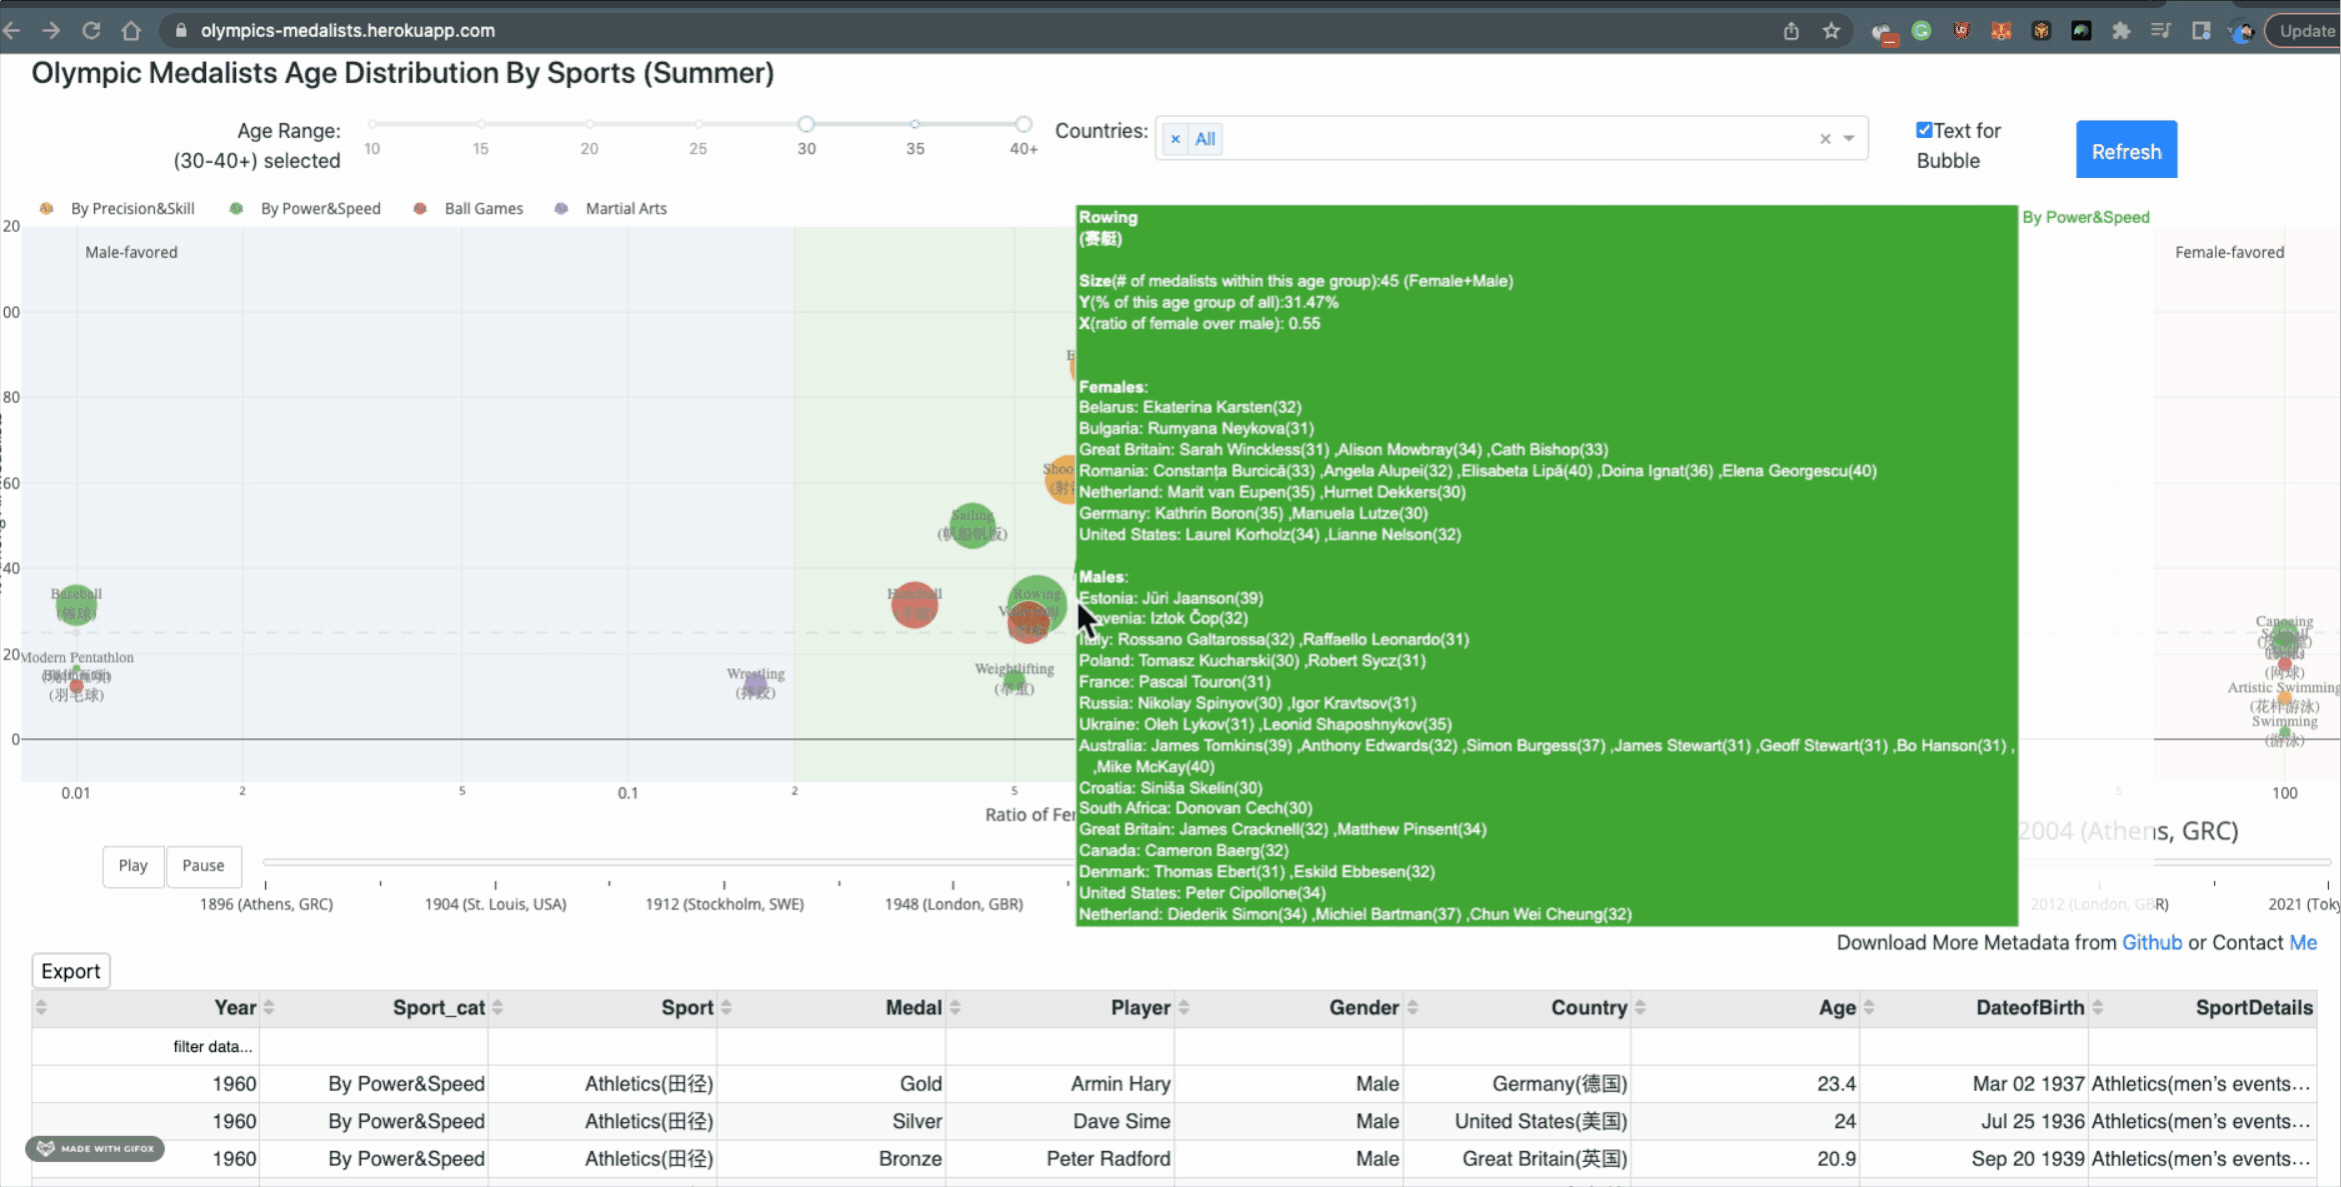 olympics-medalists.herokuapp.com
Update
Olympic Medalists Age Distribution By Sports (Summer)
Age Range:
(30-40+) selected
10 15 20 25 30 35 40+
Countries:
× All
Text for
Bubble
Refresh
By Precision&Skill By Power&Speed Ball Games Martial Arts
Male-favored
Female-favored
By Power&Speed
20
00
80
60
40
20
0
Rowing
(赛艇)
Size(# of medalists within this age group):45 (Female+Male)
Y(% of this age group of all):31.47%
X(ratio of female over male): 0.55
Females:
Belarus: Ekaterina Karsten(32)
Bulgaria: Rumyana Neykova(31)
Great Britain: Sarah Winckless(31) ,Alison Mowbray(34) ,Cath Bishop(33)
Romania: Constanța Burcică(33) ,Angela Alupei(32) ,Elisabeta Lipă(40) ,Doina Ignat(36) ,Elena Georgescu(40)
Netherland: Marit van Eupen(35) ,Hurnet Dekkers(30)
Germany: Kathrin Boron(35) ,Manuela Lutze(30)
United States: Laurel Korholz(34) ,Lianne Nelson(32)
Males:
Estonia: Jüri Jaanson(39)
Iztok Čop(32)
Italy: Rossano Galtarossa(32) ,Raffaello Leonardo(31)
Poland: Tomasz Kucharski(30) ,Robert Sycz(31)
France: Pascal Touron(31)
Russia: Nikolay Spinyov(30) ,Igor Kravtsov(31)
Ukraine: Oleh Lykov(31) ,Leonid Shaposhnykov(35)
Australia: James Tomkins(39) ,Anthony Edwards(32) ,Simon Burgess(37) ,James Stewart(31) ,Geoff Stewart(31) ,Bo Hanson(31) ,
,Mike McKay(40)
Croatia: Siniša Skelin(30)
South Africa: Donovan Cech(30)
Great Britain: James Cracknell(32) ,Matthew Pinsent(34)
Canada: Cameron Baerg(32)
Denmark: Thomas Ebert(31) ,Eskild Ebbesen(32)
United States: Peter Cipollone(34)
Netherland: Diederik Simon(34) ,Michiel Bartman(37) ,Chun Wei Cheung(32)
Shoo
Sailing
(帆船帆板)
Baseball
(棒球)
Handball
(手球)
Rowing
Modern Pentathlon
(羽毛球)
Wrestling
(摔跤)
Weightlifting
(举重)
Canoeing
(网球)
Artistic Swimming
(花样游泳)
Swimming
(游泳)
0.01 2 5 0.1 2 5 5 100
Ratio of Fer
2004 (Athens, GRC)
Play Pause
1896 (Athens, GRC) 1904 (St. Louis, USA) 1912 (Stockholm, SWE) 1948 (London, GBR) 2012 (London, GBR) 2021 (Tok
Download More Metadata from Github or Contact Me
Export
Year Sport_cat Sport Medal Player Gender Country Age DateofBirth SportDetails
filter data...
1960 By Power&Speed Athletics(田径) Gold Armin Hary Male Germany(德国) 23.4 Mar 02 1937 Athletics(men's events...
1960 By Power&Speed Athletics(田径) Silver Dave Sime Male United States(美国) 24 Jul 25 1936 Athletics(men's events...
1960 By Power&Speed Athletics(田径) Bronze Peter Radford Male Great Britain(英国) 20.9 Sep 20 1939 Athletics(men's events...
MADE WITH GIFOX